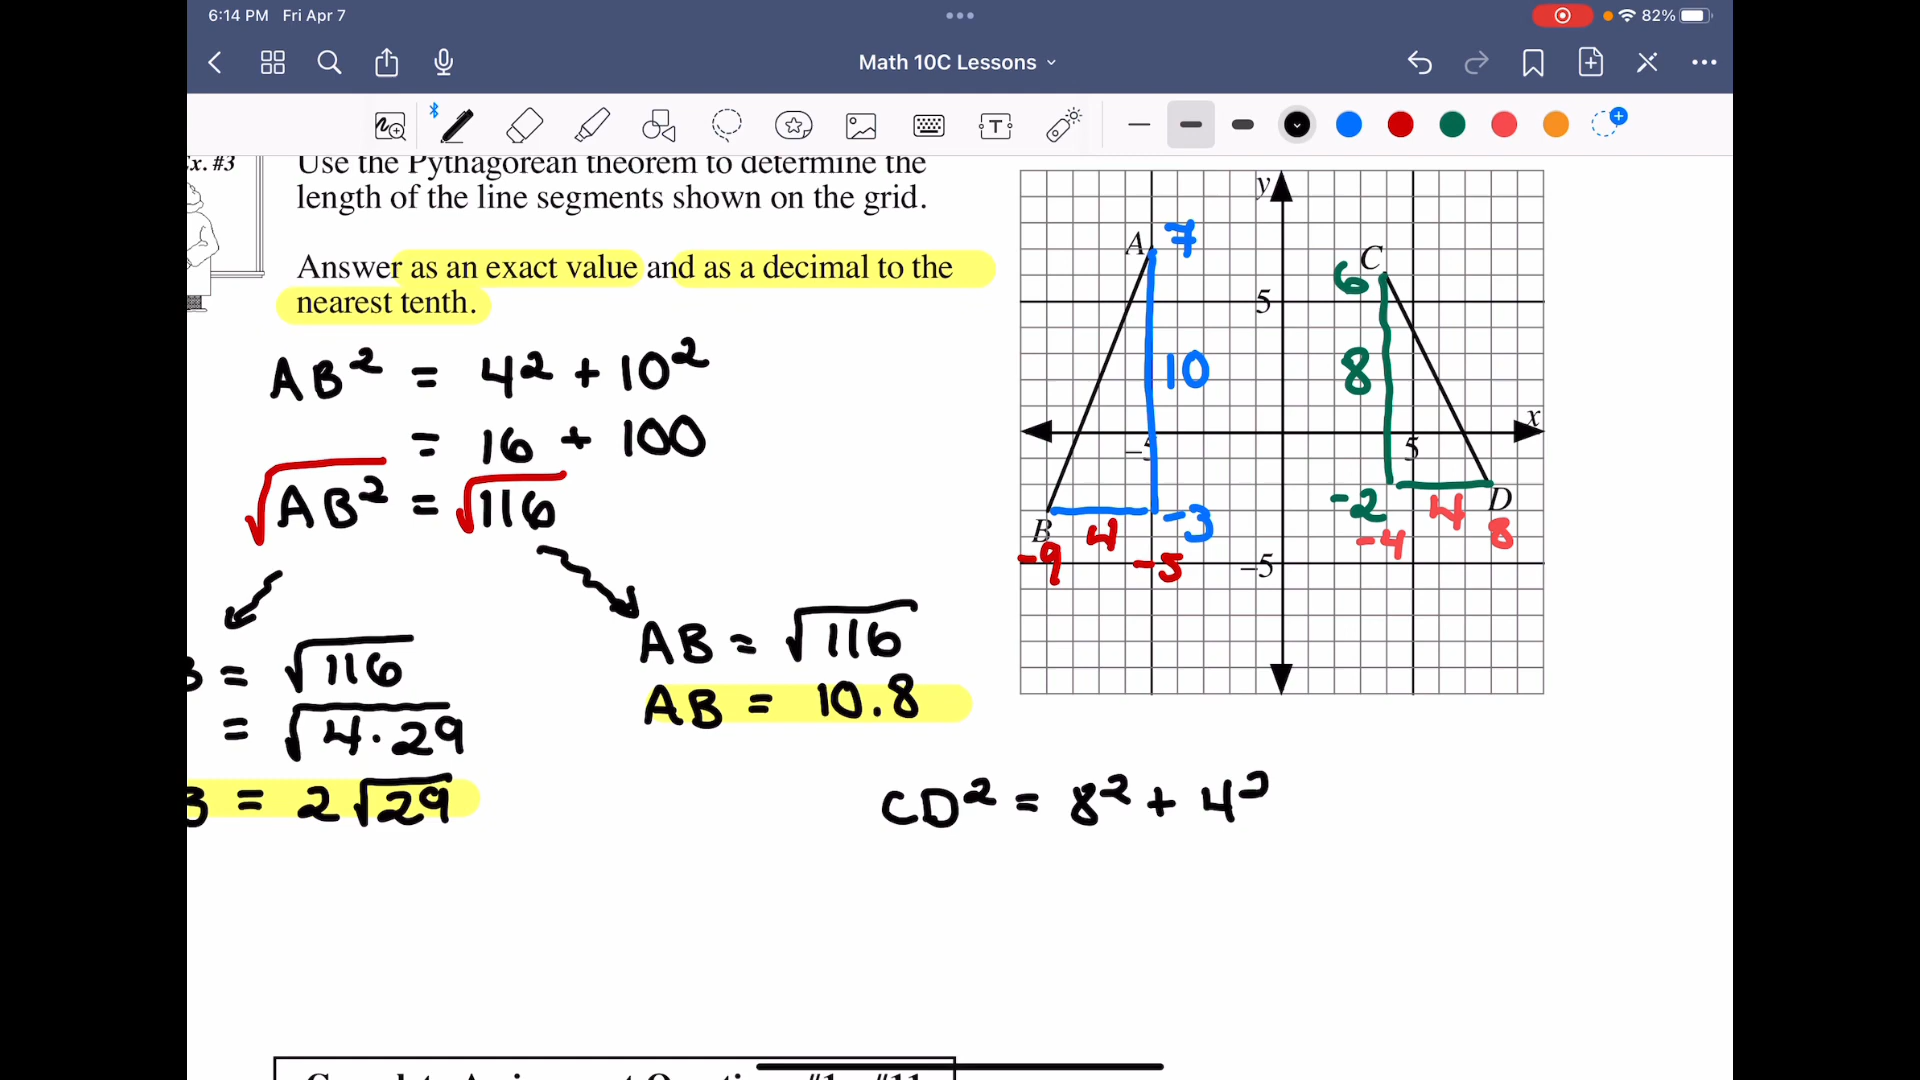 6:14 PM Fri Apr 7
82%
Math 10C Lessons
x. #3
Use the Pythagorean theorem to determine the
length of the line segments shown on the grid.
Answer as an exact value and as a decimal to the
nearest tenth.
AB² = 4² + 10²
= 16 + 100
√AB² = √116
= √116
= √4·29
B = 2√29
AB = √116
AB = 10.8
CD² = 8² + 4²
y
A 7
C
6
5
10
8
x
-5
5
B
-3
-2
D
4
4
-9
-5
-4
8
-5